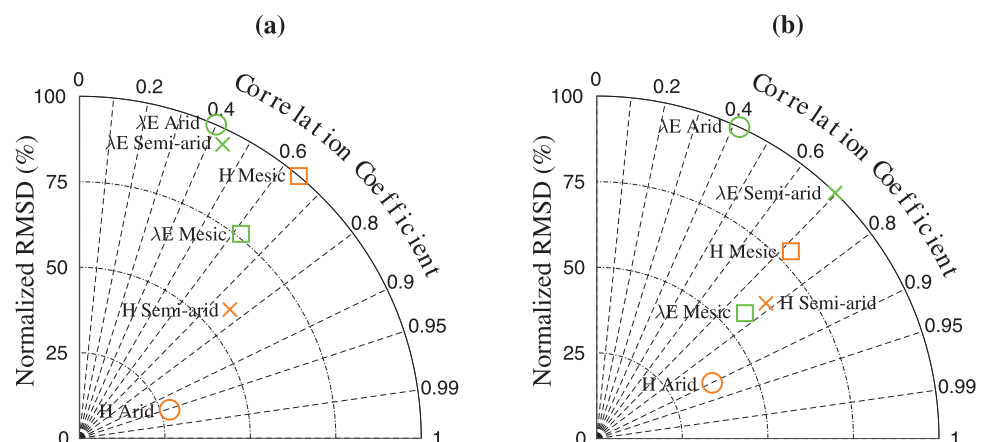 (a)
Correlation Coefficient
Normalized RMSD (%)
100
75
50
25
0
0
0.2
0.4
0.6
0.8
0.9
0.95
0.99
1
λE Arid
λE Semi-arid
H Mesic
λE Mesic
H Semi-arid
H Arid
(b)
Correlation Coefficient
Normalized RMSD (%)
100
75
50
25
0
0
0.2
0.4
0.6
0.8
0.9
0.95
0.99
1
λE Arid
λE Semi-arid
H Mesic
H Semi-arid
λE Mesic
H Arid